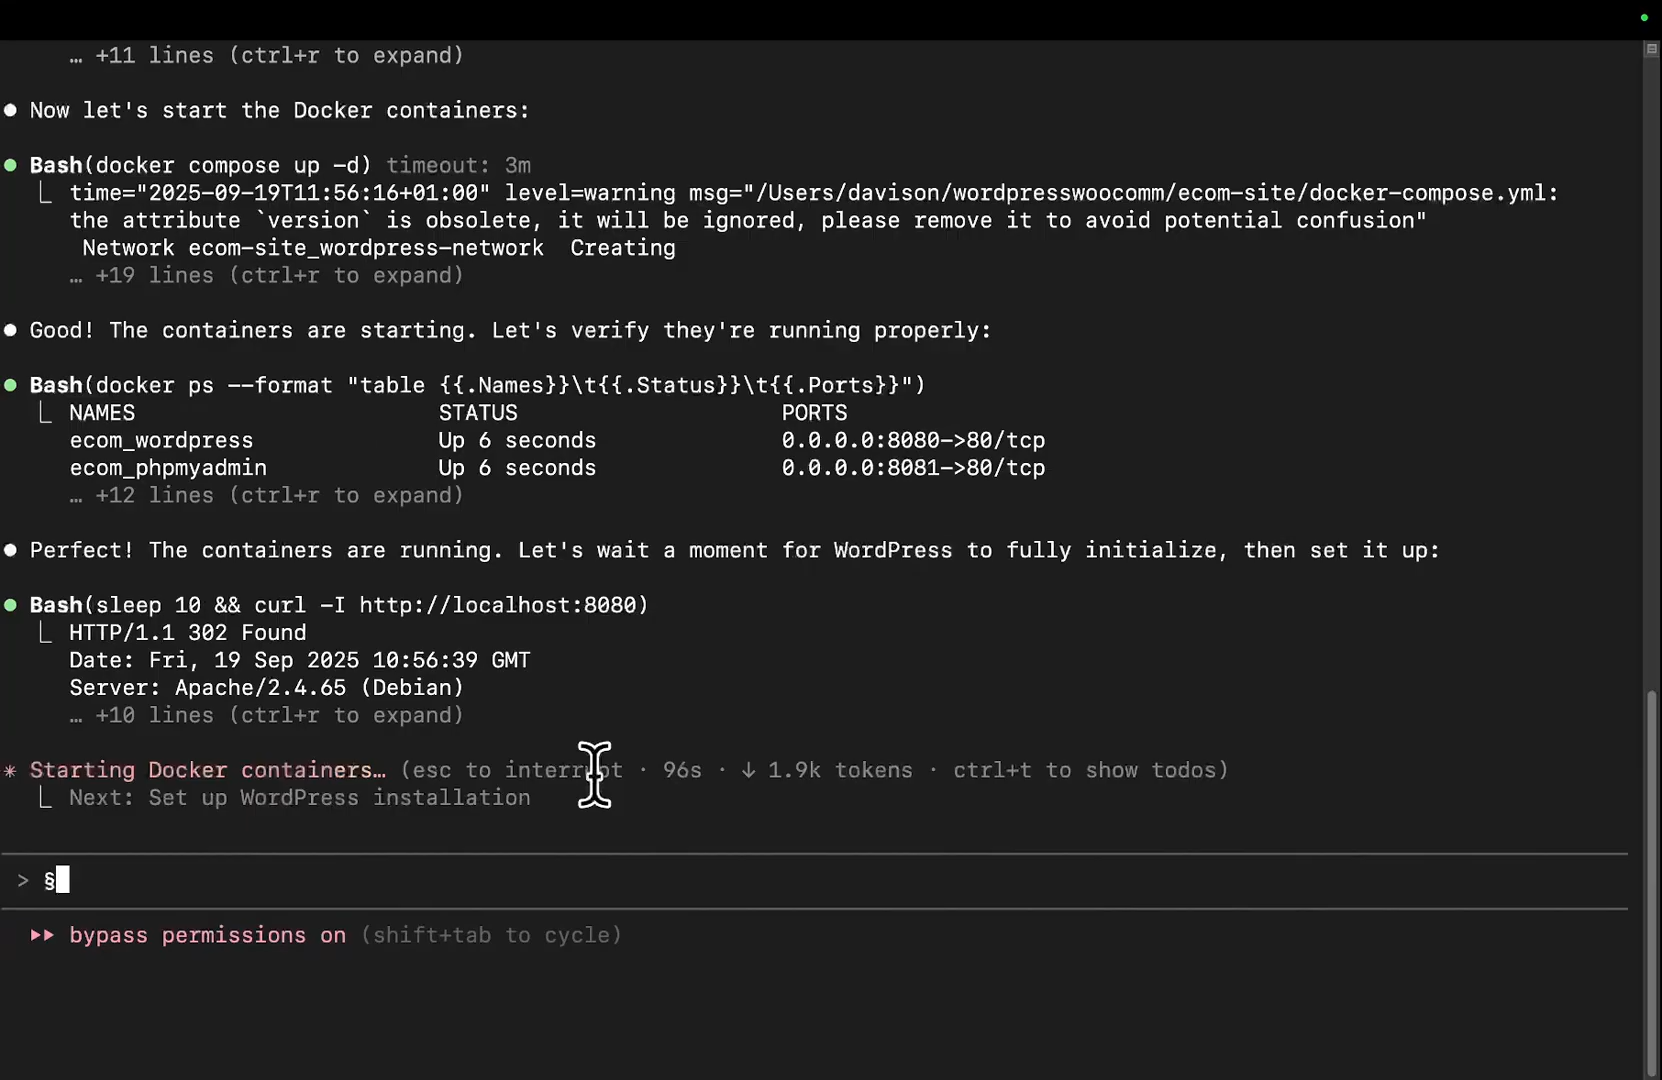 … +11 lines (ctrl+r to expand)
● Now let's start the Docker containers:
● Bash(docker compose up -d) timeout: 3m
⎿ time="2025-09-19T11:56:16+01:00" level=warning msg="/Users/davison/wordpresswoocomm/ecom-site/docker-compose.yml:
the attribute `version` is obsolete, it will be ignored, please remove it to avoid potential confusion"
Network ecom-site_wordpress-network  Creating
… +19 lines (ctrl+r to expand)
● Good! The containers are starting. Let's verify they're running properly:
● Bash(docker ps --format "table {{.Names}}\t{{.Status}}\t{{.Ports}}")
⎿ NAMES STATUS PORTS
ecom_wordpress Up 6 seconds 0.0.0.0:8080->80/tcp
ecom_phpmyadmin Up 6 seconds 0.0.0.0:8081->80/tcp
… +12 lines (ctrl+r to expand)
● Perfect! The containers are running. Let's wait a moment for WordPress to fully initialize, then set it up:
● Bash(sleep 10 && curl -I http://localhost:8080)
⎿ HTTP/1.1 302 Found
Date: Fri, 19 Sep 2025 10:56:39 GMT
Server: Apache/2.4.65 (Debian)
… +10 lines (ctrl+r to expand)
✳ Starting Docker containers… (esc to interrupt · 96s · ↓ 1.9k tokens · ctrl+t to show todos)
⎿ Next: Set up WordPress installation
> §
▸▸ bypass permissions on (shift+tab to cycle)